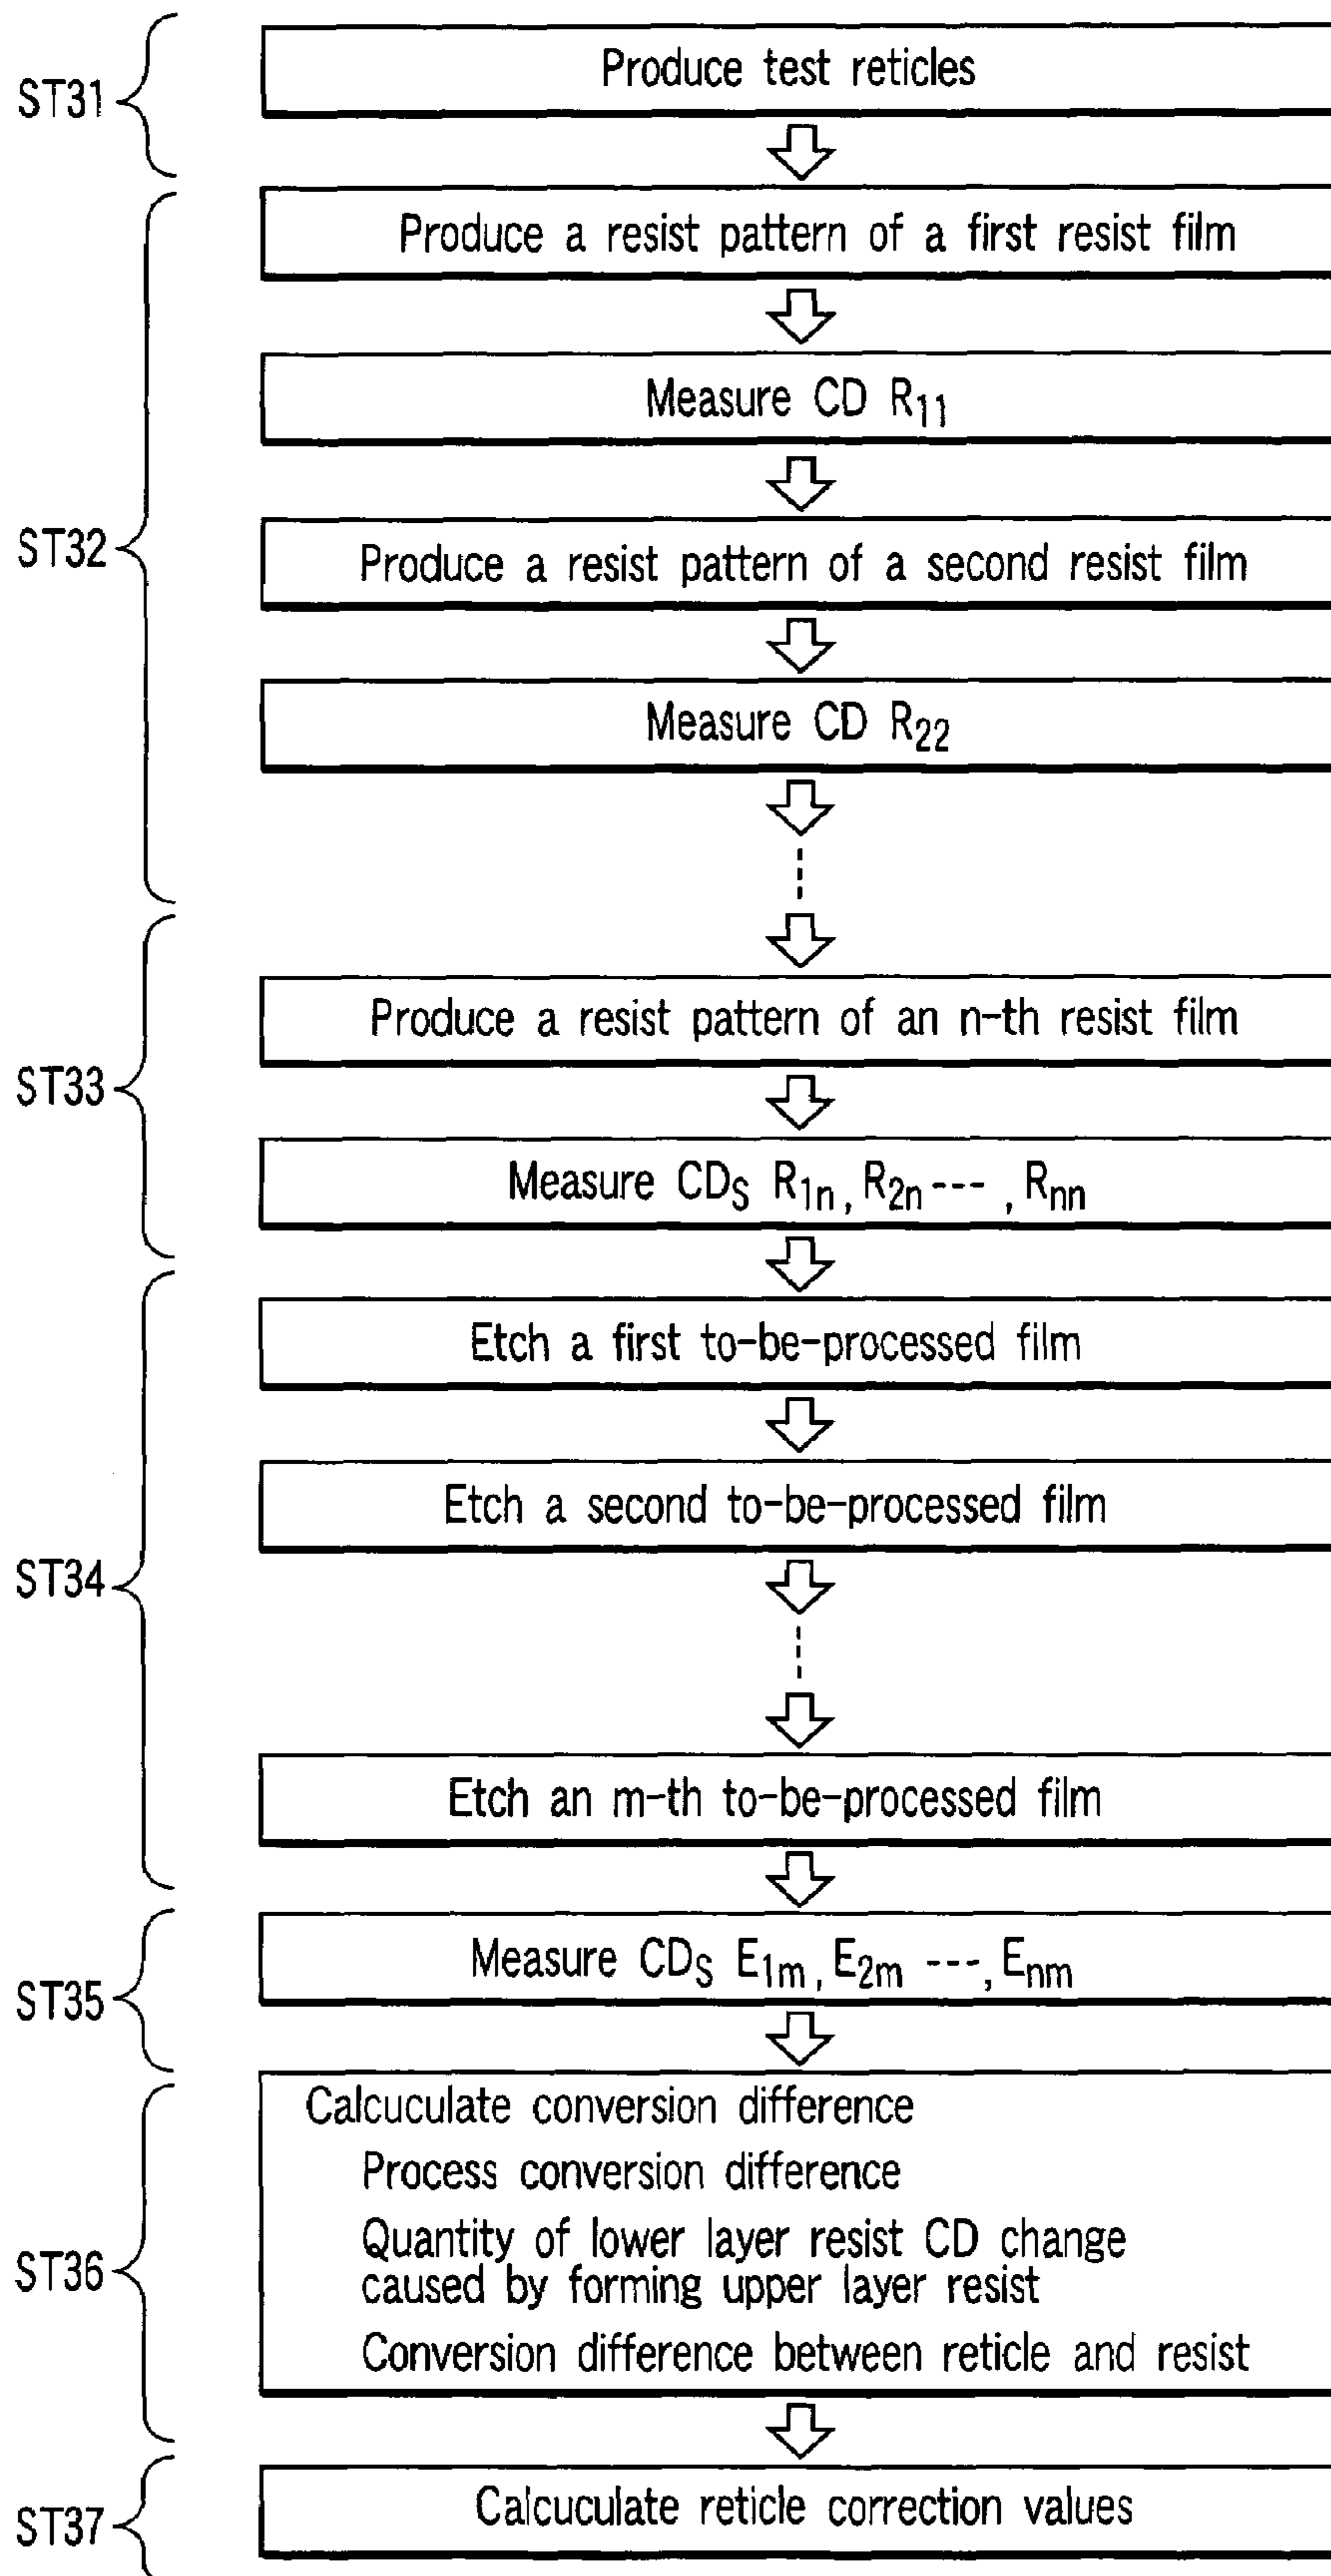 ST31
Produce test reticles
ST32
Produce a resist pattern of a first resist film
Measure CD R11
Produce a resist pattern of a second resist film
Measure CD R22
ST33
Produce a resist pattern of an n-th resist film
Measure CDS R1n, R2n --- , Rnn
ST34
Etch a first to-be-processed film
Etch a second to-be-processed film
Etch an m-th to-be-processed film
ST35
Measure CDS E1m, E2m ---, Enm
ST36
Calcuculate conversion difference
Process conversion difference
Quantity of lower layer resist CD change
caused by forming upper layer resist
Conversion difference between reticle and resist
ST37
Calcuculate reticle correction values